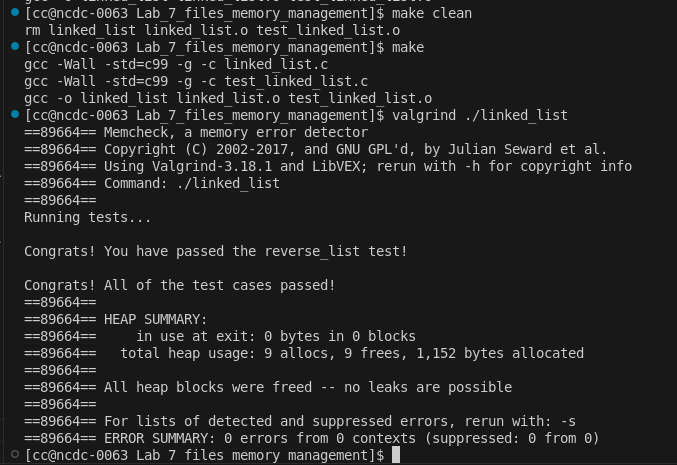 [cc@ncdc-0063 Lab_7_files_memory_management]$ make clean
rm linked_list linked_list.o test_linked_list.o
[cc@ncdc-0063 Lab_7_files_memory_management]$ make
gcc -Wall -std=c99 -g -c linked_list.c
gcc -Wall -std=c99 -g -c test_linked_list.c
gcc -o linked_list linked_list.o test_linked_list.o
[cc@ncdc-0063 Lab_7_files_memory_management]$ valgrind ./linked_list
==89664== Memcheck, a memory error detector
==89664== Copyright (C) 2002-2017, and GNU GPL'd, by Julian Seward et al.
==89664== Using Valgrind-3.18.1 and LibVEX; rerun with -h for copyright info
==89664== Command: ./linked_list
==89664==
Running tests...
Congrats! You have passed the reverse_list test!
Congrats! All of the test cases passed!
==89664==
==89664== HEAP SUMMARY:
==89664==     in use at exit: 0 bytes in 0 blocks
==89664==   total heap usage: 9 allocs, 9 frees, 1,152 bytes allocated
==89664==
==89664== All heap blocks were freed -- no leaks are possible
==89664==
==89664== For lists of detected and suppressed errors, rerun with: -s
==89664== ERROR SUMMARY: 0 errors from 0 contexts (suppressed: 0 from 0)
[cc@ncdc-0063 Lab_7_files_memory_management]$